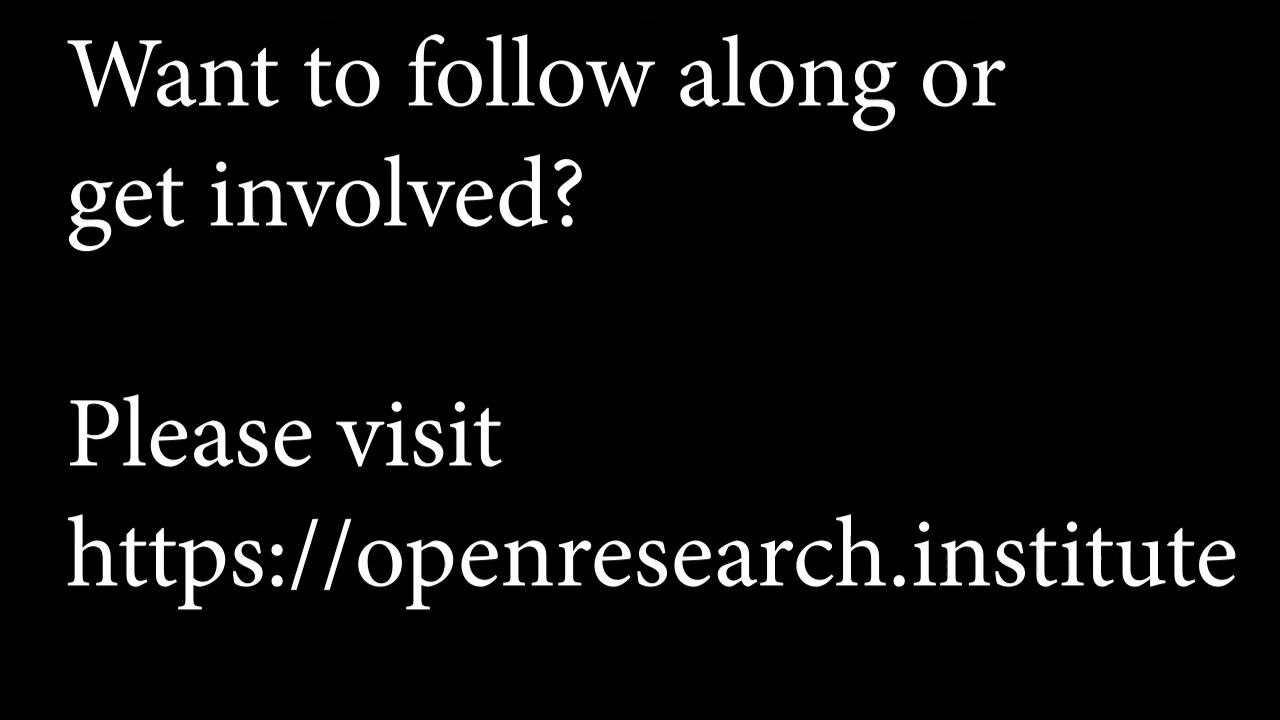 Want to follow along or
get involved?
Please visit
https://openresearch.institute